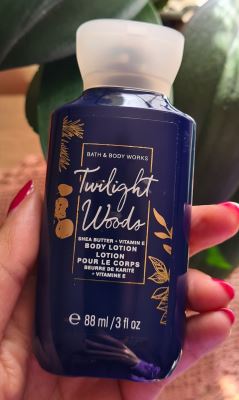 BATH & BODY WORKS
Twilight
Woods
SHEA BUTTER + VITAMIN E
BODY LOTION
LOTION
POUR LE CORPS
BEURRE DE KARITÉ
+ VITAMINE E
℮ 88 ml/3 fl oz